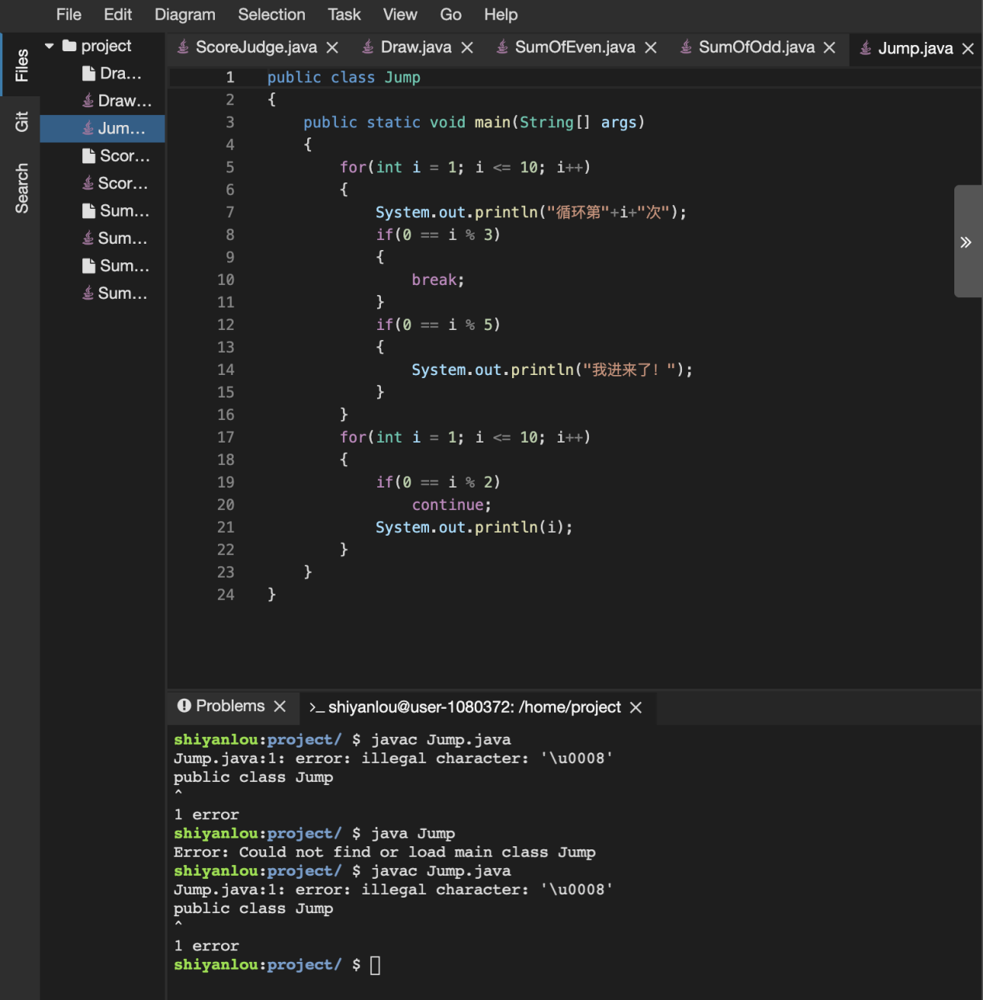 File Edit Diagram Selection Task View Go Help
Files
Git
Search
project
Dra...
Draw...
Jum...
Scor...
Scor...
Sum...
Sum...
Sum...
Sum...
ScoreJudge.java Draw.java SumOfEven.java SumOfOdd.java Jump.java
1 public class Jump
2 {
3 public static void main(String[] args)
4 {
5 for(int i = 1; i <= 10; i++)
6 {
7 System.out.println("循环第"+i+"次");
8 if(0 == i % 3)
9 {
10 break;
11 }
12 if(0 == i % 5)
13 {
14 System.out.println("我进来了！");
15 }
16 }
17 for(int i = 1; i <= 10; i++)
18 {
19 if(0 == i % 2)
20 continue;
21 System.out.println(i);
22 }
23 }
24 }
Problems >_ shiyanlou@user-1080372: /home/project
shiyanlou:project/ $ javac Jump.java
Jump.java:1: error: illegal character: '\u0008'
public class Jump
^
1 error
shiyanlou:project/ $ java Jump
Error: Could not find or load main class Jump
shiyanlou:project/ $ javac Jump.java
Jump.java:1: error: illegal character: '\u0008'
public class Jump
^
1 error
shiyanlou:project/ $